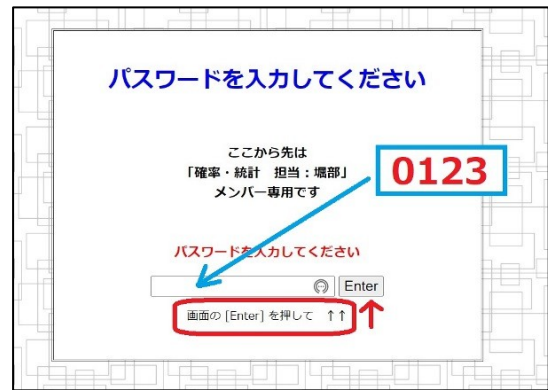 パスワードを入力してください
ここから先は
「確率・統計 担当：堀部」
メンバー専用です
0123
パスワードを入力してください
Enter
画面の [Enter] を押して ↑↑